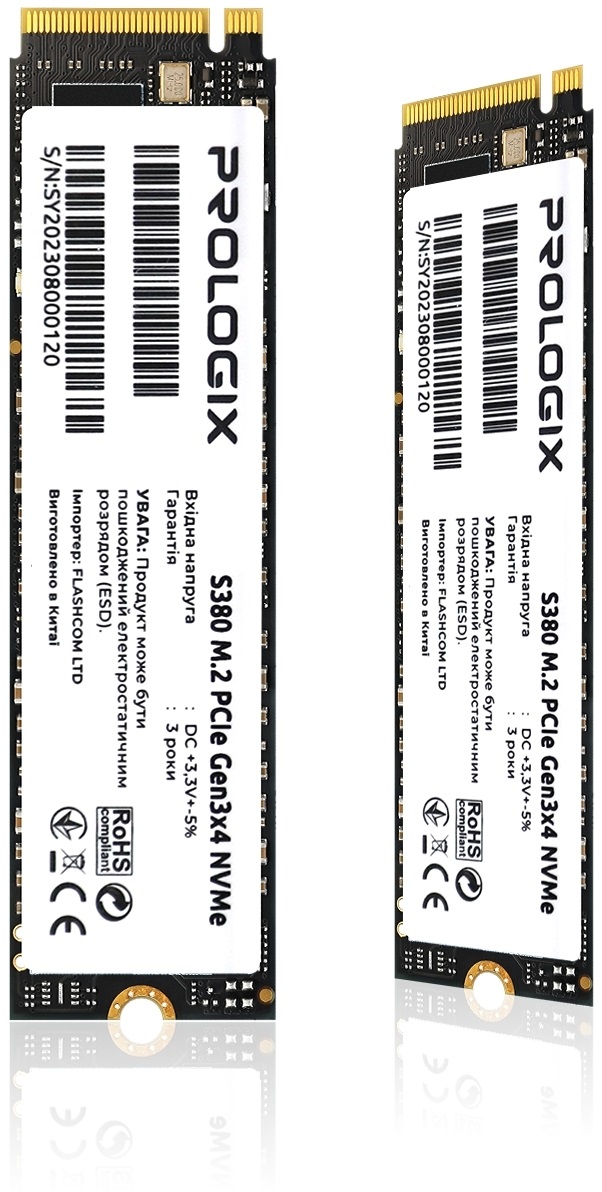 PROLOGIX
S/N:SY202308000120
S380 M.2 PCIe Gen3x4 NVMe
Вхідна напруга : DC +3,3V+-5%
Гарантія : 3 роки
УВАГА: Продукт може бути
пошкоджений електростатичним
розрядом (ESD).
Імпортер: FLASHCOM LTD
Виготовлено в Китаї
RoHS
compliant
CE
PROLOGIX
S/N:SY202308000120
S380 M.2 PCIe Gen3x4 NVMe
Вхідна напруга : DC +3,3V+-5%
Гарантія : 3 роки
УВАГА: Продукт може бути
пошкоджений електростатичним
розрядом (ESD).
Імпортер: FLASHCOM LTD
Виготовлено в Китаї
RoHS
compliant
CE